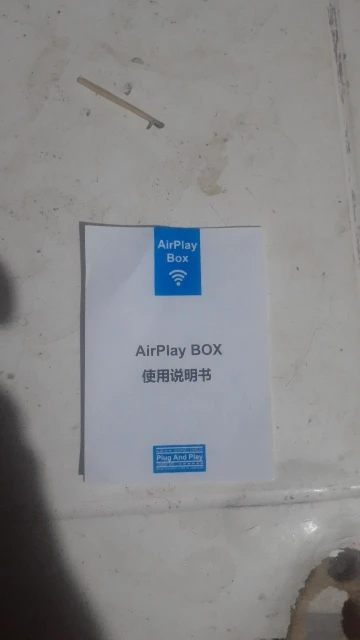 AirPlay
Box
AirPlay BOX
使用说明书
Plug And Play